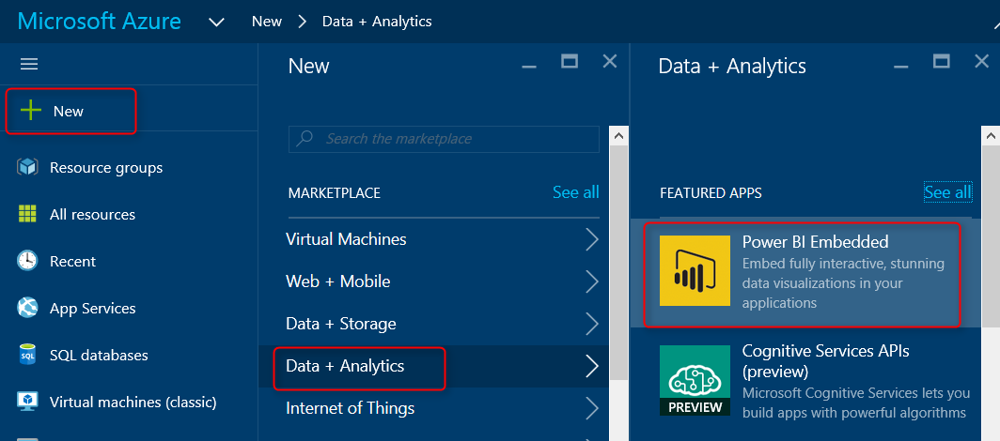 Microsoft Azure
New
Data + Analytics
New
Resource groups
All resources
Recent
App Services
SQL
SQL databases
Virtual machines (classic)
New
Search the marketplace
MARKETPLACE
See all
Virtual Machines
Web + Mobile
Data + Storage
Data + Analytics
Internet of Things
Data + Analytics
FEATURED APPS
See all
Power BI Embedded
Embed fully interactive, stunning
data visualizations in your
applications
Cognitive Services APIs
(preview)
Microsoft Cognitive Services lets you
build apps with powerful algorithms
PREVIEW